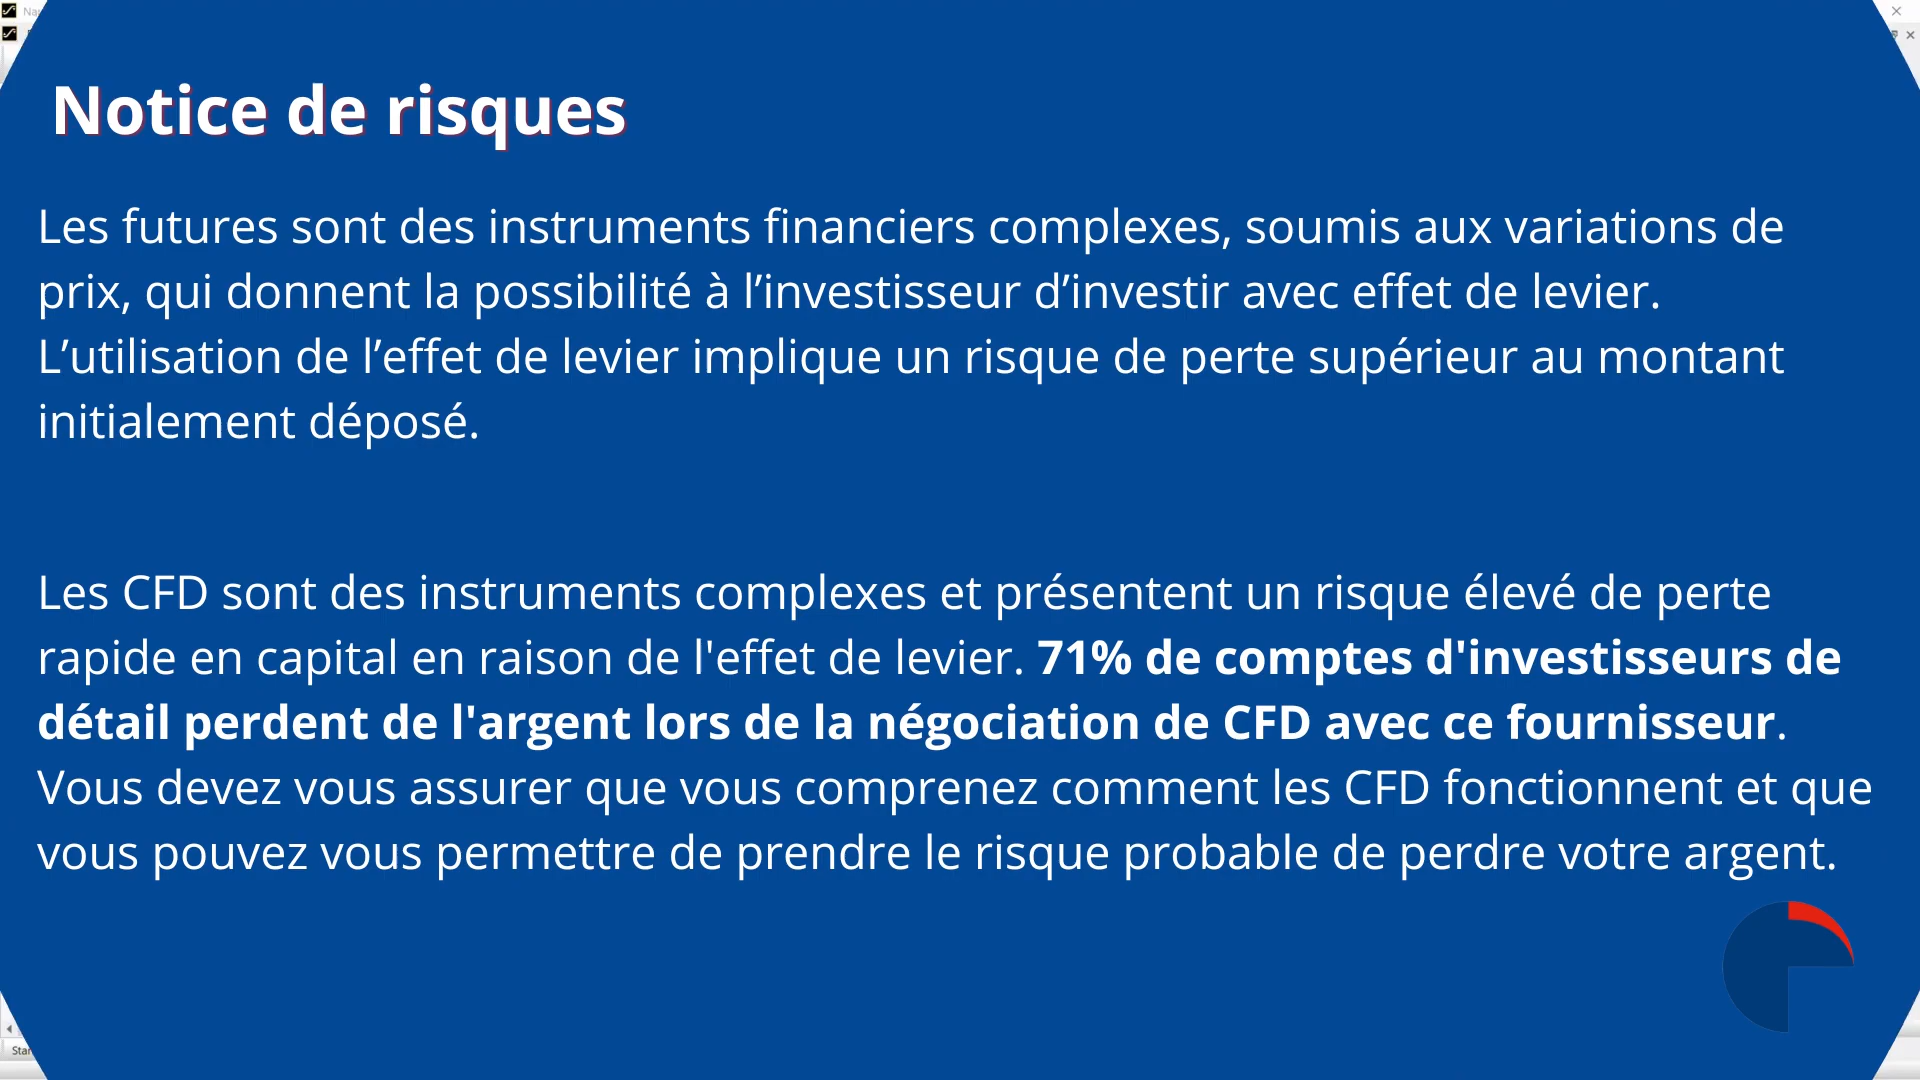 Notice de risques
Les futures sont des instruments financiers complexes, soumis aux variations de
prix, qui donnent la possibilité à l’investisseur d’investir avec effet de levier.
L’utilisation de l’effet de levier implique un risque de perte supérieur au montant
initialement déposé.
Les CFD sont des instruments complexes et présentent un risque élevé de perte
rapide en capital en raison de l'effet de levier. 71% de comptes d'investisseurs de
détail perdent de l'argent lors de la négociation de CFD avec ce fournisseur.
Vous devez vous assurer que vous comprenez comment les CFD fonctionnent et que
vous pouvez vous permettre de prendre le risque probable de perdre votre argent.